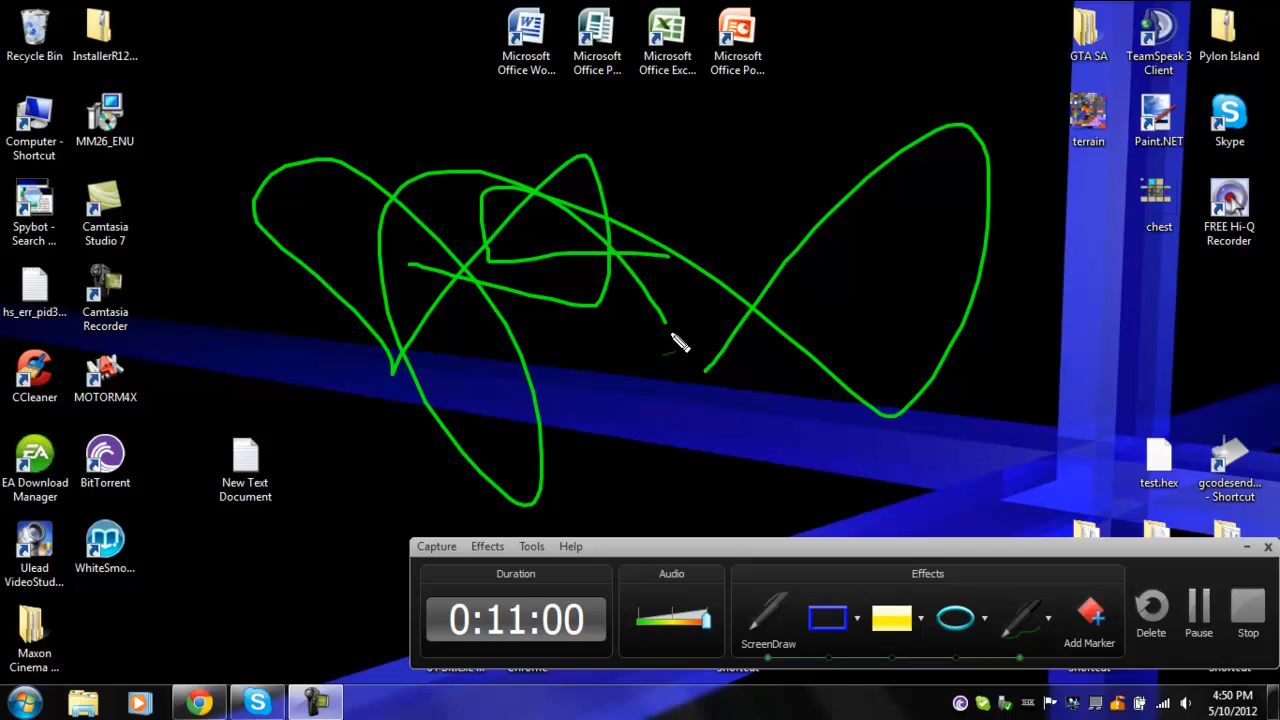 Recycle Bin
InstallerR12...
Microsoft
Office Wo...
Microsoft
Office P...
Microsoft
Office Exc...
Microsoft
Office Po...
GTA SA
TeamSpeak 3
Client
Pylon Island
Computer -
Shortcut
MM26_ENU
terrain
Paint.NET
Skype
Spybot -
Search ...
Camtasia
Studio 7
chest
FREE Hi-Q
Recorder
hs_err_pid3...
Camtasia
Recorder
CCleaner
MOTORM4X
EA Download
Manager
BitTorrent
New Text
Document
test.hex
gcodesend...
- Shortcut
Ulead
VideoStud...
WhiteSmo...
Maxon
Cinema ...
Capture Effects Tools Help
Duration
Audio
Effects
0:11:00
ScreenDraw
Add Marker
Delete
Pause
Stop
4:50 PM
5/10/2012